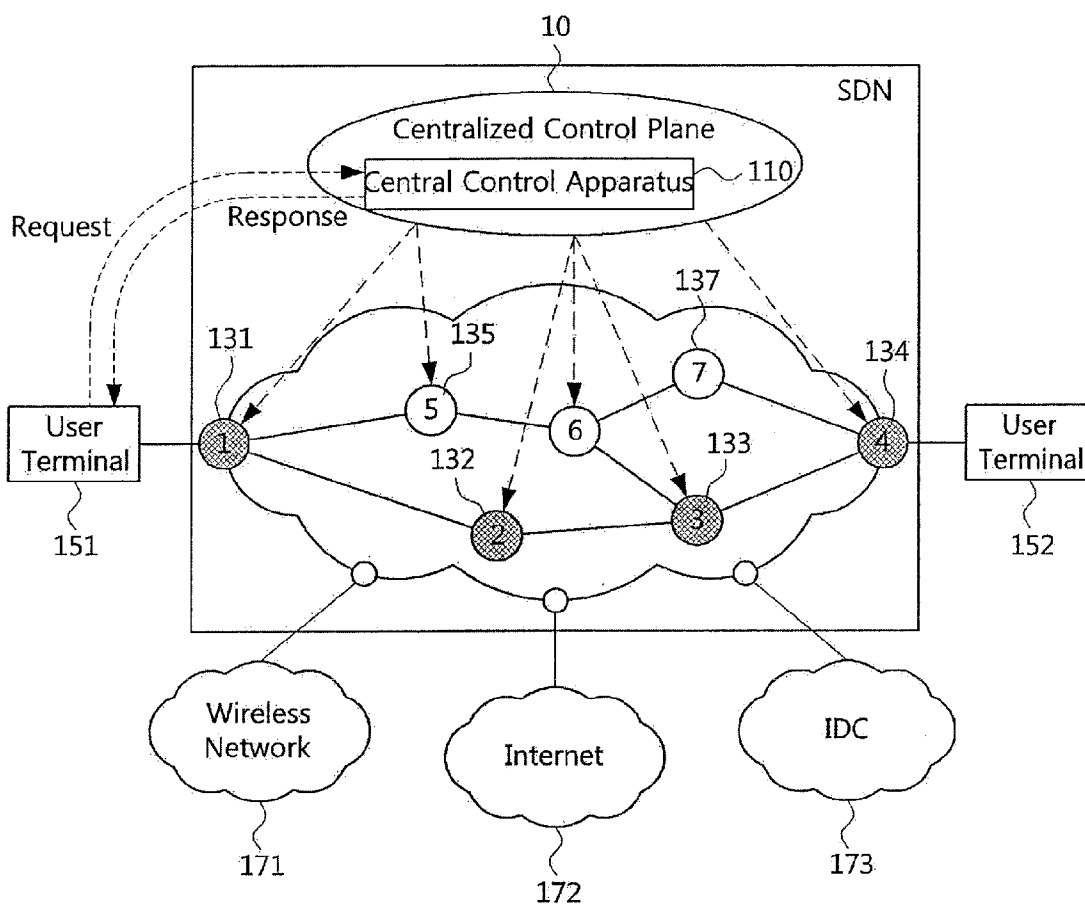 10
SDN
Centralized Control Plane
Central Control Apparatus
110
Request
Response
131
135
137
134
7
5
6
1
4
User
Terminal
User
Terminal
132
133
2
3
151
152
Wireless
Network
Internet
IDC
171
172
173